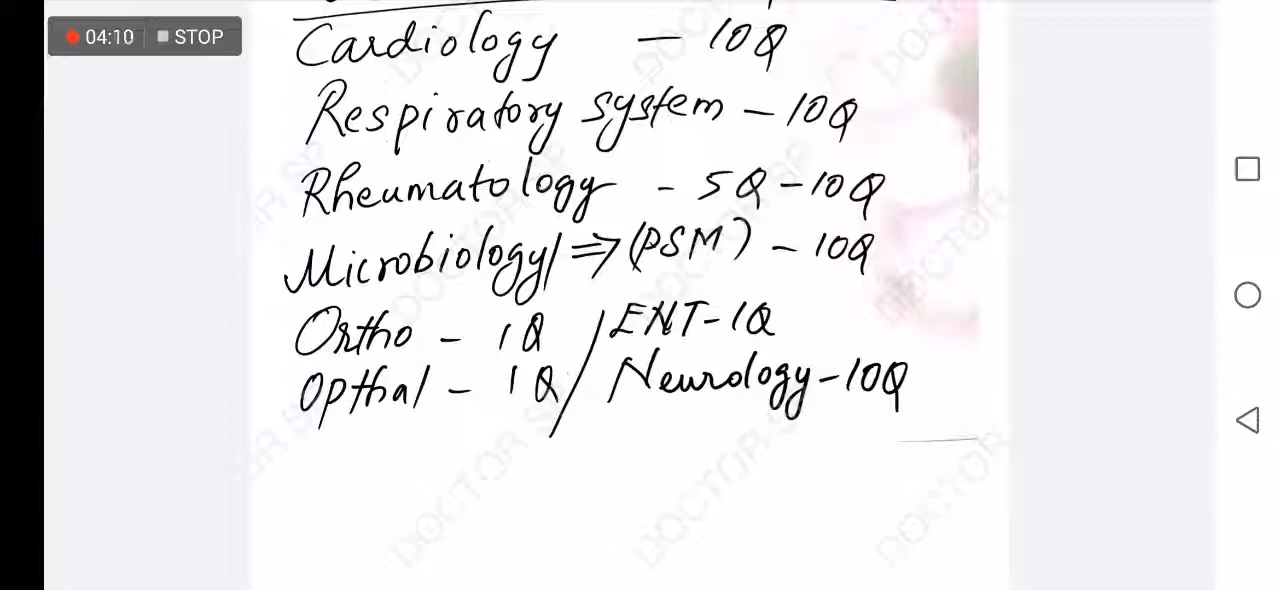 04:10 STOP
Cardiology — 10Q
Respiratory system - 10Q
Rheumatology - 5Q - 10Q
Microbiology/ => (PSM) - 10Q
Ortho - 1Q / ENT - 1Q
Opthal - 1Q / Neurology - 10Q